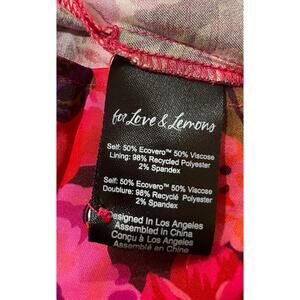 for Love & Lemons
Self: 50% Ecovero™ 50% Viscose
Lining: 98% Recycled Polyester
2% Spandex
Self: 50% Ecovero™ 50% Viscose
Doublure: 98% Recyclé Polyester
2% Spandex
Designed In Los Angeles
Assembled In China
Conçu à Los Angeles
Assemblé en Chine